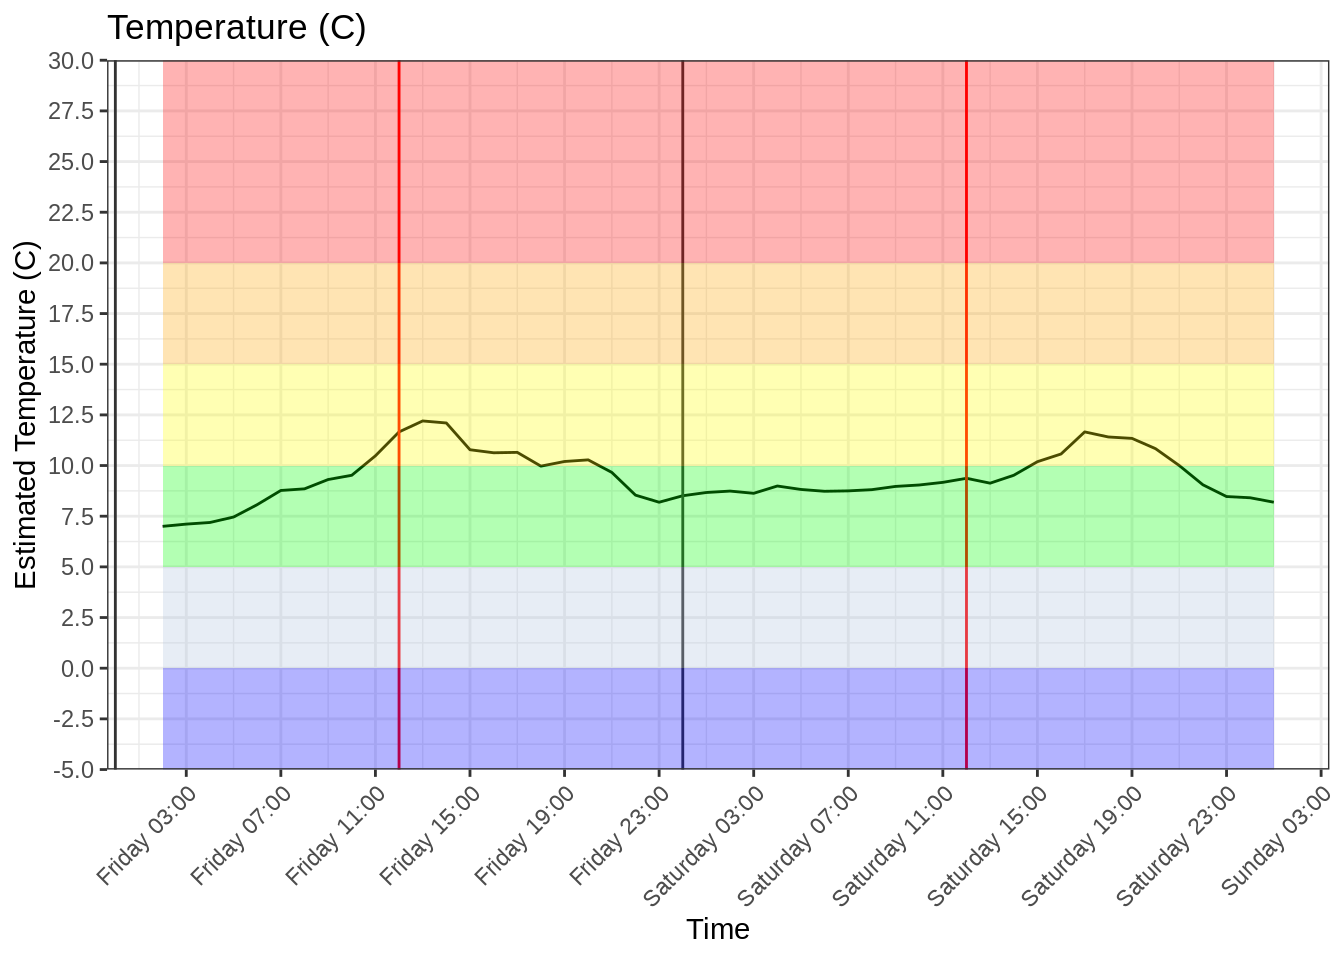 Temperature (C)
30.0
27.5
25.0
22.5
20.0
17.5
15.0
12.5
10.0
7.5
5.0
2.5
0.0
-2.5
-5.0
Estimated Temperature (C)
Friday 03:00
Friday 07:00
Friday 11:00
Friday 15:00
Friday 19:00
Friday 23:00
Saturday 03:00
Saturday 07:00
Saturday 11:00
Saturday 15:00
Saturday 19:00
Saturday 23:00
Sunday 03:00
Time